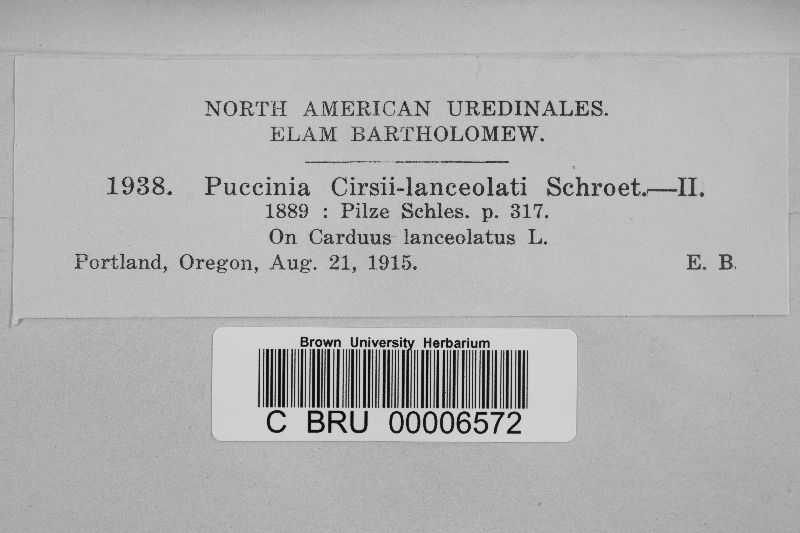 NORTH AMERICAN UREDINALES.
ELAM BARTHOLOMEW.
1938. Puccinia Cirsii-lanceolati Schroet.—II.
1889 : Pilze Schles. p. 317.
On Carduus lanceolatus L.
Portland, Oregon, Aug. 21, 1915. E. B.
Brown University Herbarium
C BRU 00006572